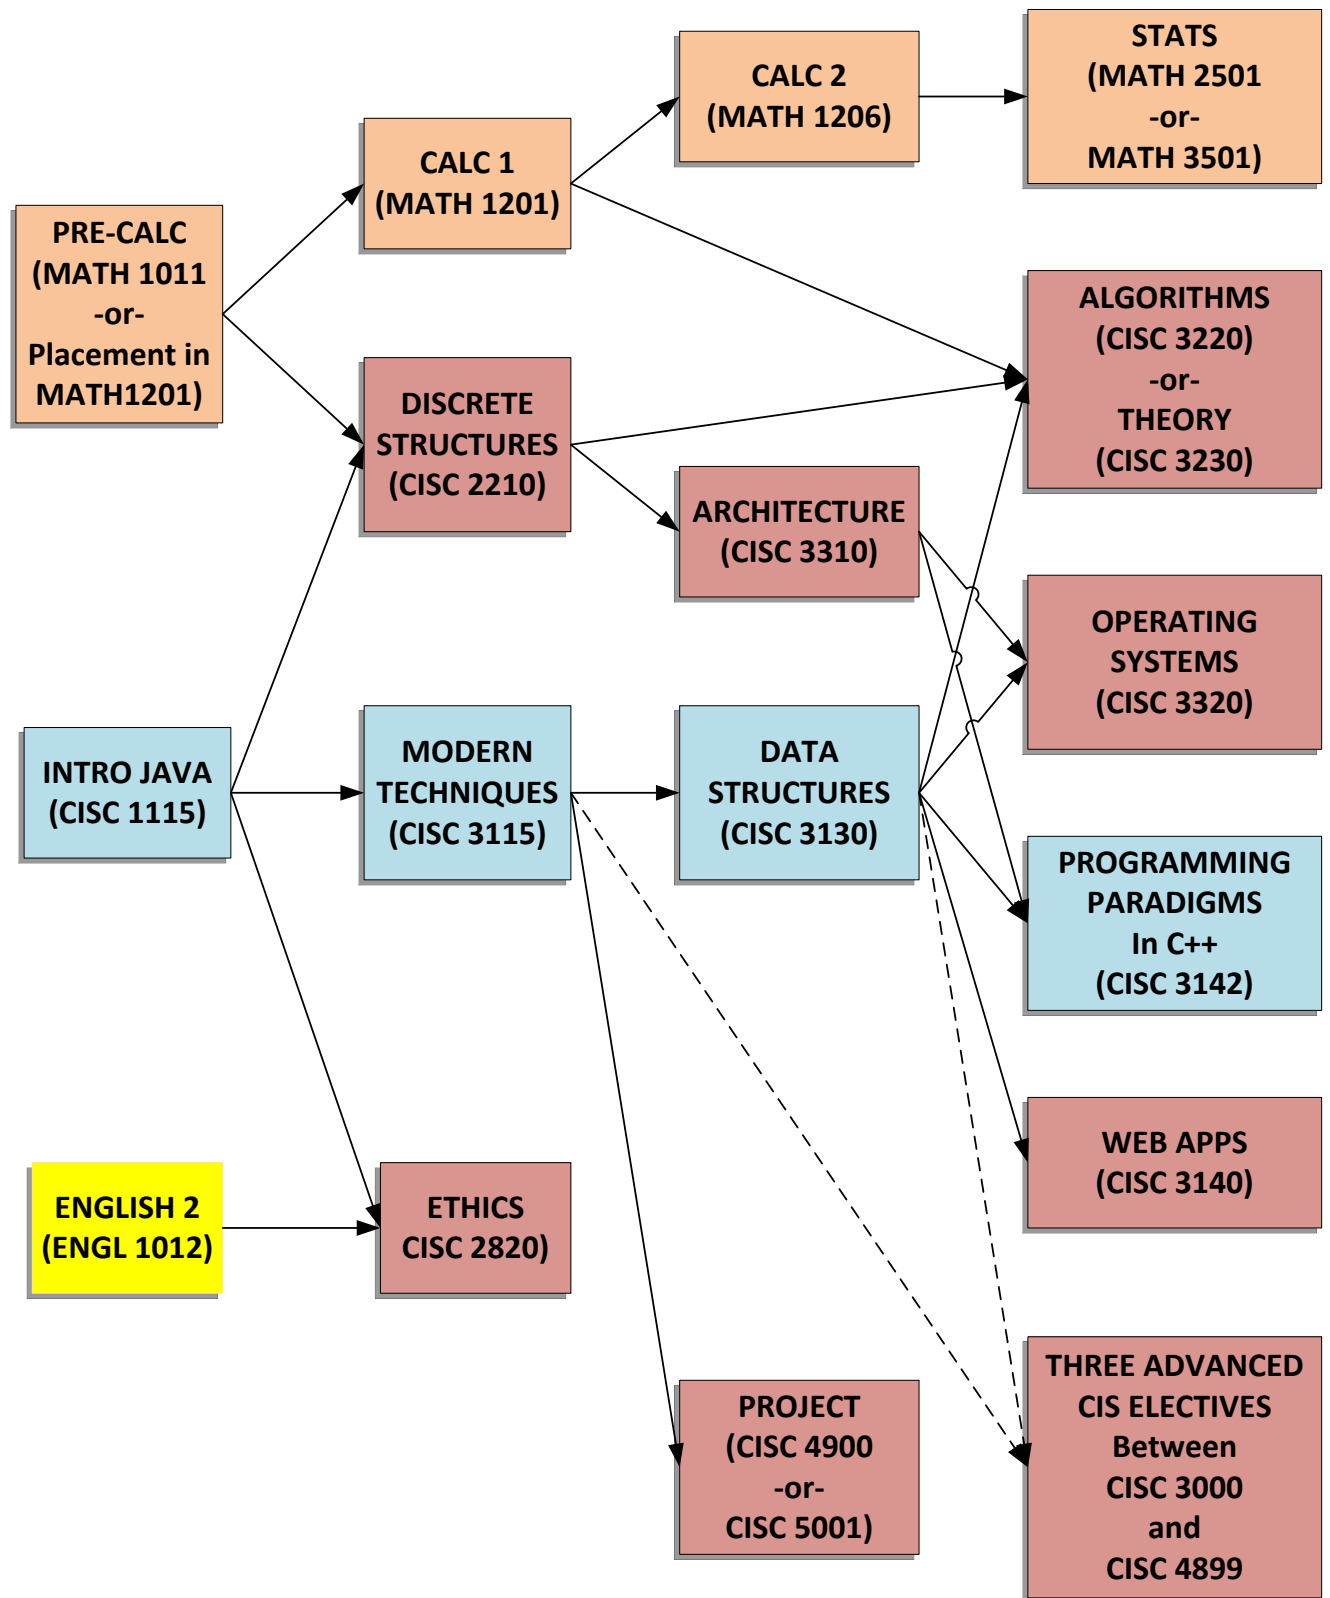 PRE-CALC
(MATH 1011
-or-
Placement in
MATH1201)
CALC 1
(MATH 1201)
CALC 2
(MATH 1206)
STATS
(MATH 2501
-or-
MATH 3501)
DISCRETE
STRUCTURES
(CISC 2210)
ARCHITECTURE
(CISC 3310)
ALGORITHMS
(CISC 3220)
-or-
THEORY
(CISC 3230)
OPERATING
SYSTEMS
(CISC 3320)
INTRO JAVA
(CISC 1115)
MODERN
TECHNIQUES
(CISC 3115)
DATA
STRUCTURES
(CISC 3130)
PROGRAMMING
PARADIGMS
In C++
(CISC 3142)
WEB APPS
(CISC 3140)
ENGLISH 2
(ENGL 1012)
ETHICS
CISC 2820)
PROJECT
(CISC 4900
-or-
CISC 5001)
THREE ADVANCED
CIS ELECTIVES
Between
CISC 3000
and
CISC 4899